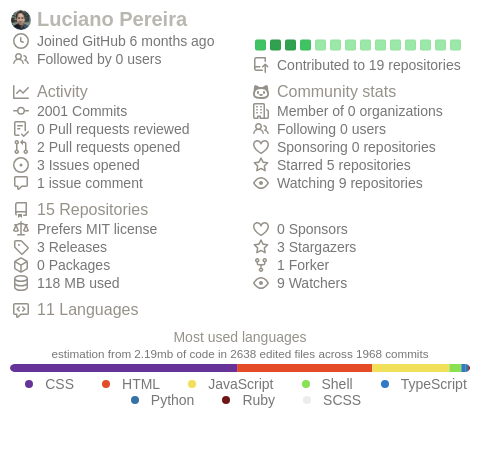 Luciano Pereira
Joined GitHub 6 months ago
Followed by 0 users
Contributed to 19 repositories
Activity
2001 Commits
0 Pull requests reviewed
2 Pull requests opened
3 Issues opened
1 issue comment
Community stats
Member of 0 organizations
Following 0 users
Sponsoring 0 repositories
Starred 5 repositories
Watching 9 repositories
15 Repositories
Prefers MIT license
3 Releases
0 Packages
118 MB used
0 Sponsors
3 Stargazers
1 Forker
9 Watchers
11 Languages
Most used languages
estimation from 2.19mb of code in 2638 edited files across 1968 commits
CSS HTML JavaScript Shell TypeScript
Python Ruby SCSS